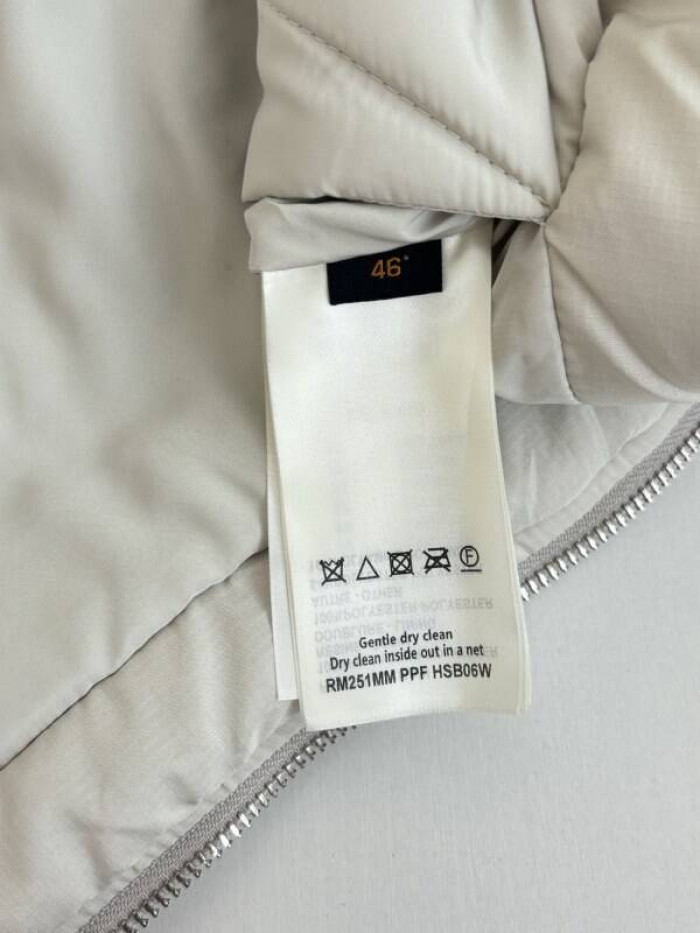 46
Gentle dry clean
Dry clean inside out in a net
RM251MM PPF HSB06W